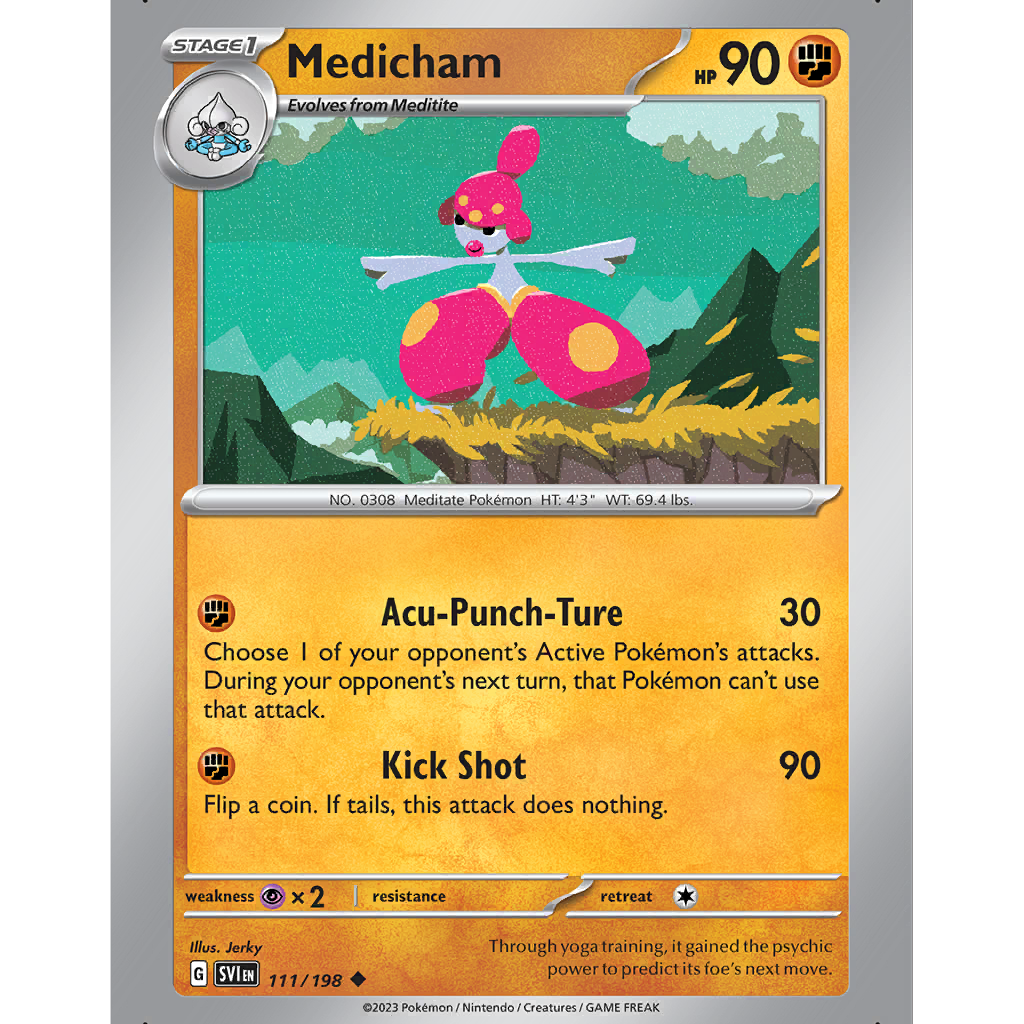 STAGE1
Medicham
HP 90
Evolves from Meditite
NO. 0308 Meditate Pokémon HT: 4'3" WT: 69.4 lbs.
Acu-Punch-Ture 30
Choose 1 of your opponent's Active Pokémon's attacks.
During your opponent's next turn, that Pokémon can't use
that attack.
Kick Shot 90
Flip a coin. If tails, this attack does nothing.
weakness × 2 resistance retreat
Illus. Jerky
Through yoga training, it gained the psychic
power to predict its foe's next move.
G SVI EN 111/198
©2023 Pokémon / Nintendo / Creatures / GAME FREAK